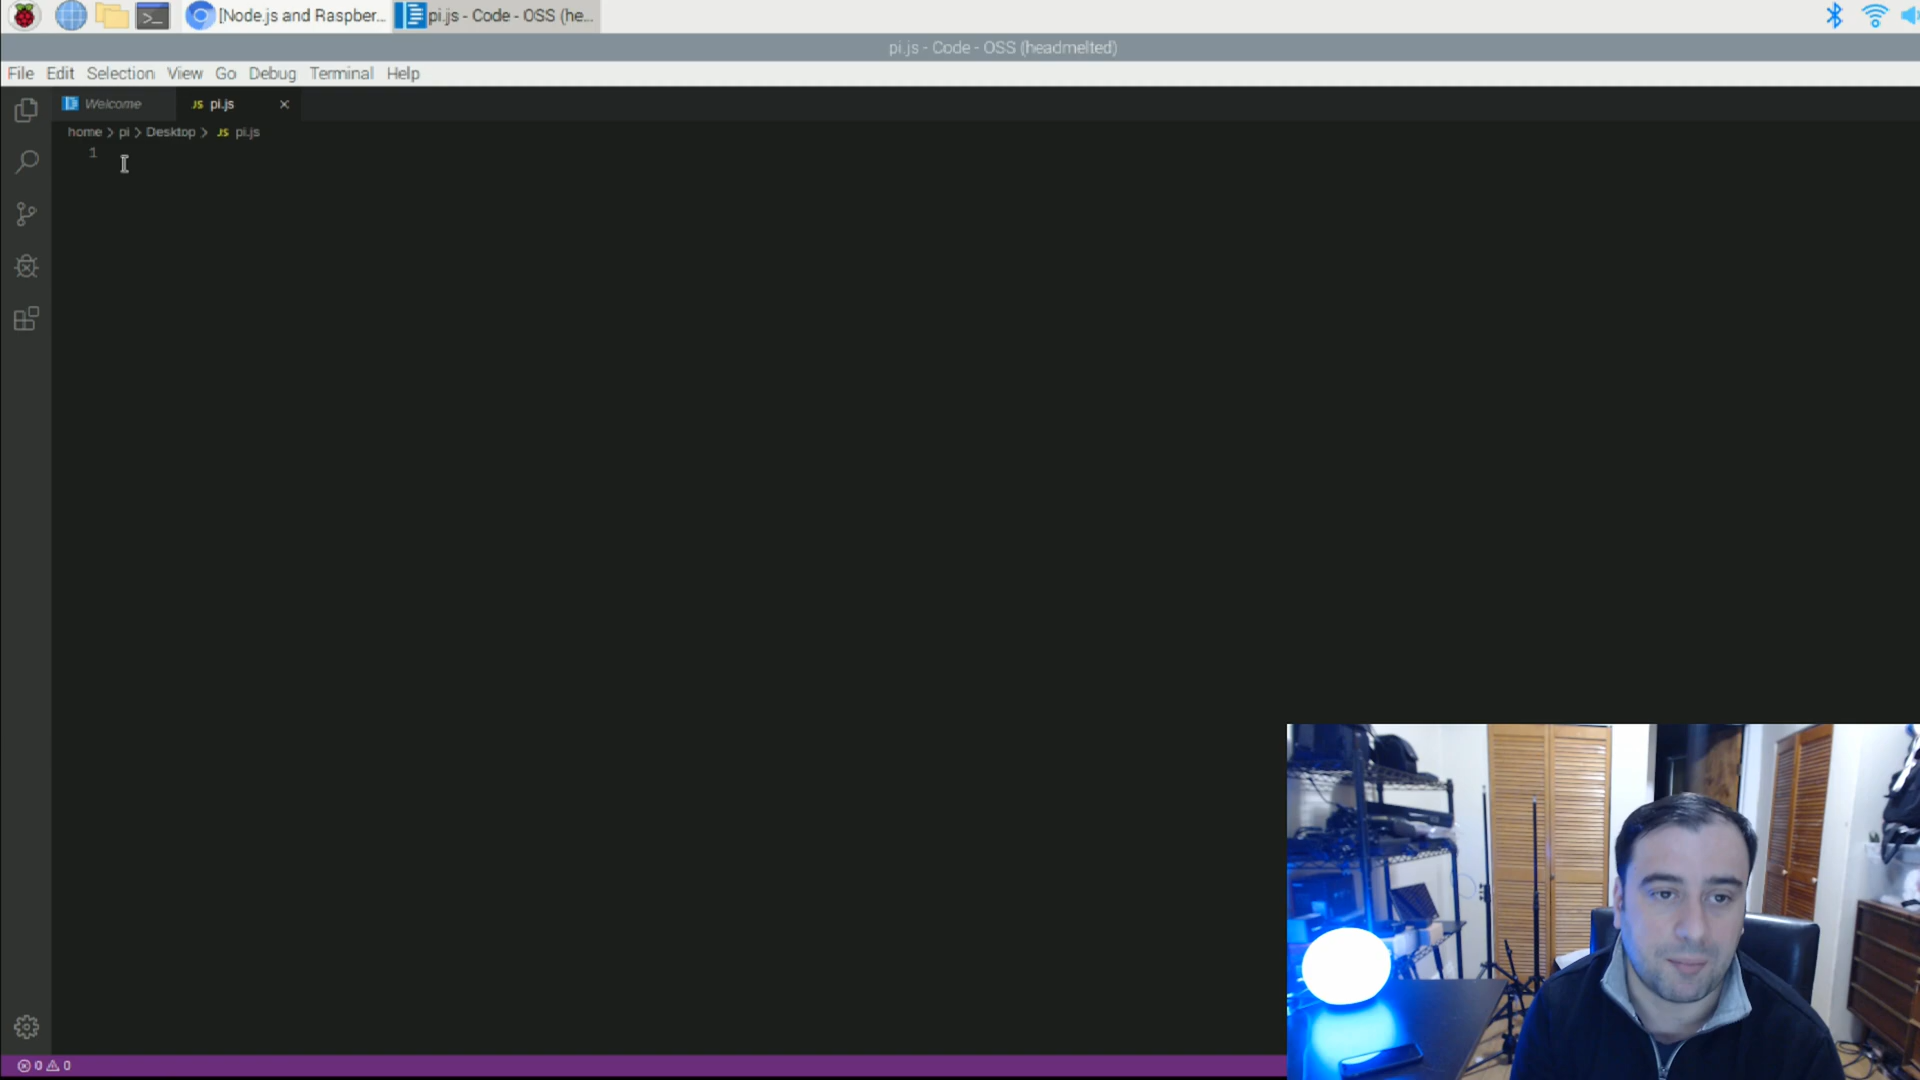 [Node.js and Raspber...
pi.js - Code - OSS (he...
pi.js - Code - OSS (headmelted)
File Edit Selection View Go Debug Terminal Help
Welcome
JS pi.js
home > pi > Desktop > JS pi.js
1
0 0